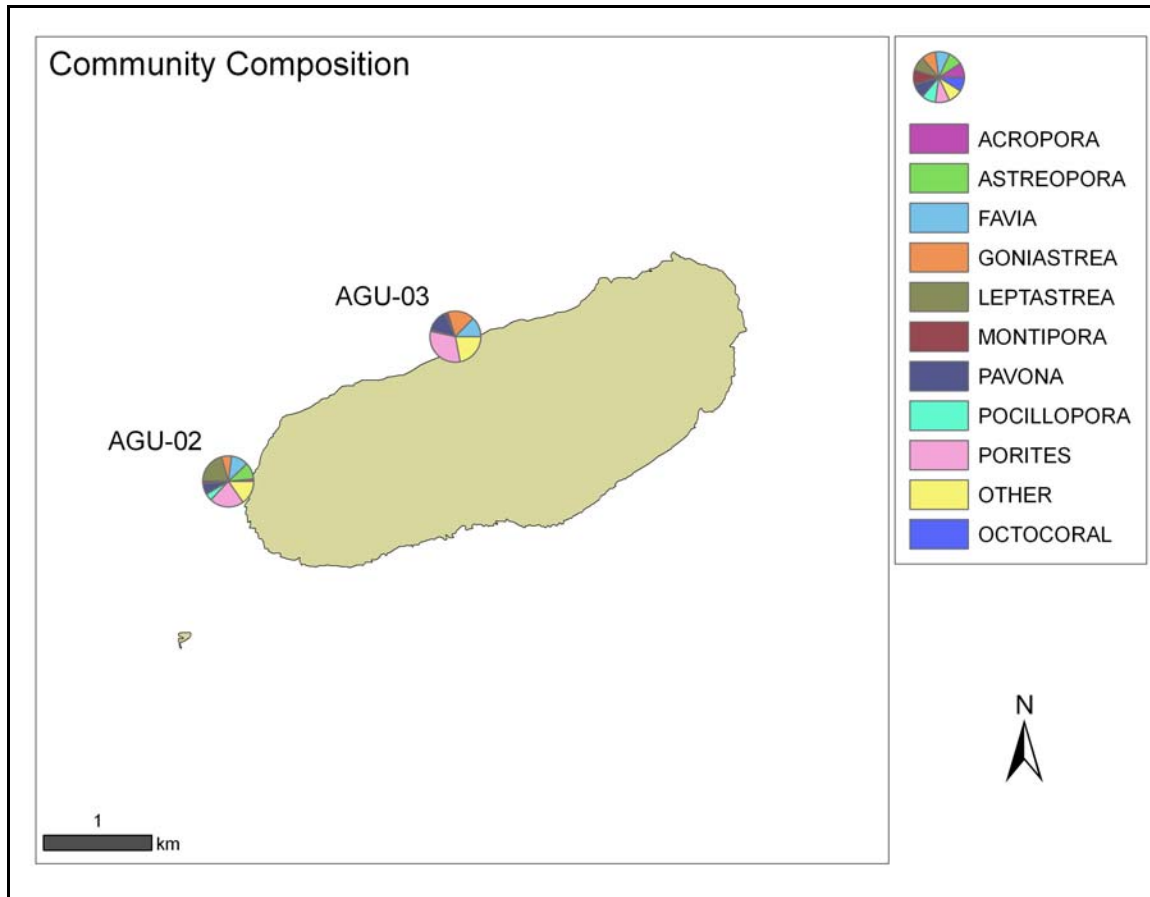 Community Composition
AGU-03
AGU-02
1
km
ACROPORA
ASTREOPORA
FAVIA
GONIASTREA
LEPTASTREA
MONTIPORA
PAVONA
POCILLOPORA
PORITES
OTHER
OCTOCORAL
N